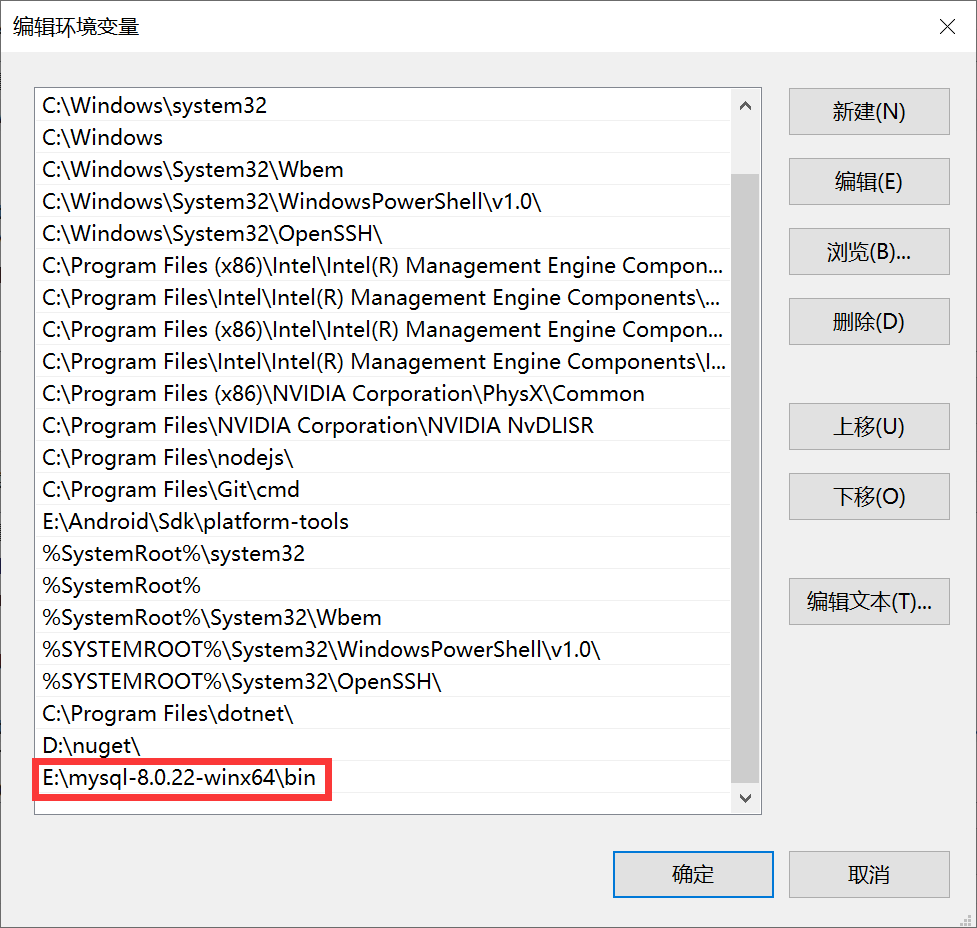 编辑环境变量
C:\Windows\system32
C:\Windows
C:\Windows\System32\Wbem
C:\Windows\System32\WindowsPowerShell\v1.0\
C:\Windows\System32\OpenSSH\
C:\Program Files (x86)\Intel\Intel(R) Management Engine Compon...
C:\Program Files\Intel\Intel(R) Management Engine Components\...
C:\Program Files (x86)\Intel\Intel(R) Management Engine Compon...
C:\Program Files\Intel\Intel(R) Management Engine Components\I...
C:\Program Files (x86)\NVIDIA Corporation\PhysX\Common
C:\Program Files\NVIDIA Corporation\NVIDIA NvDLISR
C:\Program Files\nodejs\
C:\Program Files\Git\cmd
E:\Android\Sdk\platform-tools
%SystemRoot%\system32
%SystemRoot%
%SystemRoot%\System32\Wbem
%SYSTEMROOT%\System32\WindowsPowerShell\v1.0\
%SYSTEMROOT%\System32\OpenSSH\
C:\Program Files\dotnet\
D:\nuget\
E:\mysql-8.0.22-winx64\bin
新建(N)
编辑(E)
浏览(B)...
删除(D)
上移(U)
下移(O)
编辑文本(T)...
确定
取消